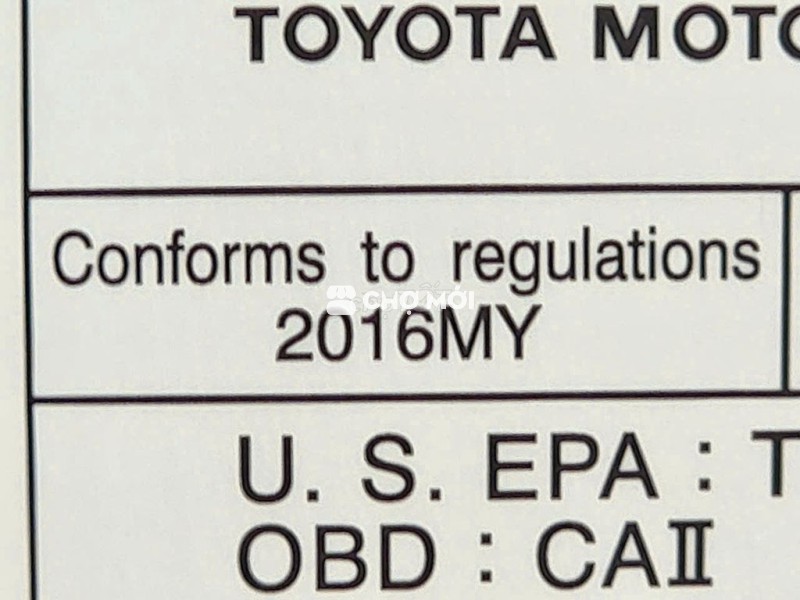 TOYOTA MOTO
Conforms to regulations
CHỢ MỚI
2016MY
U. S. EPA : T
OBD : CAⅡ